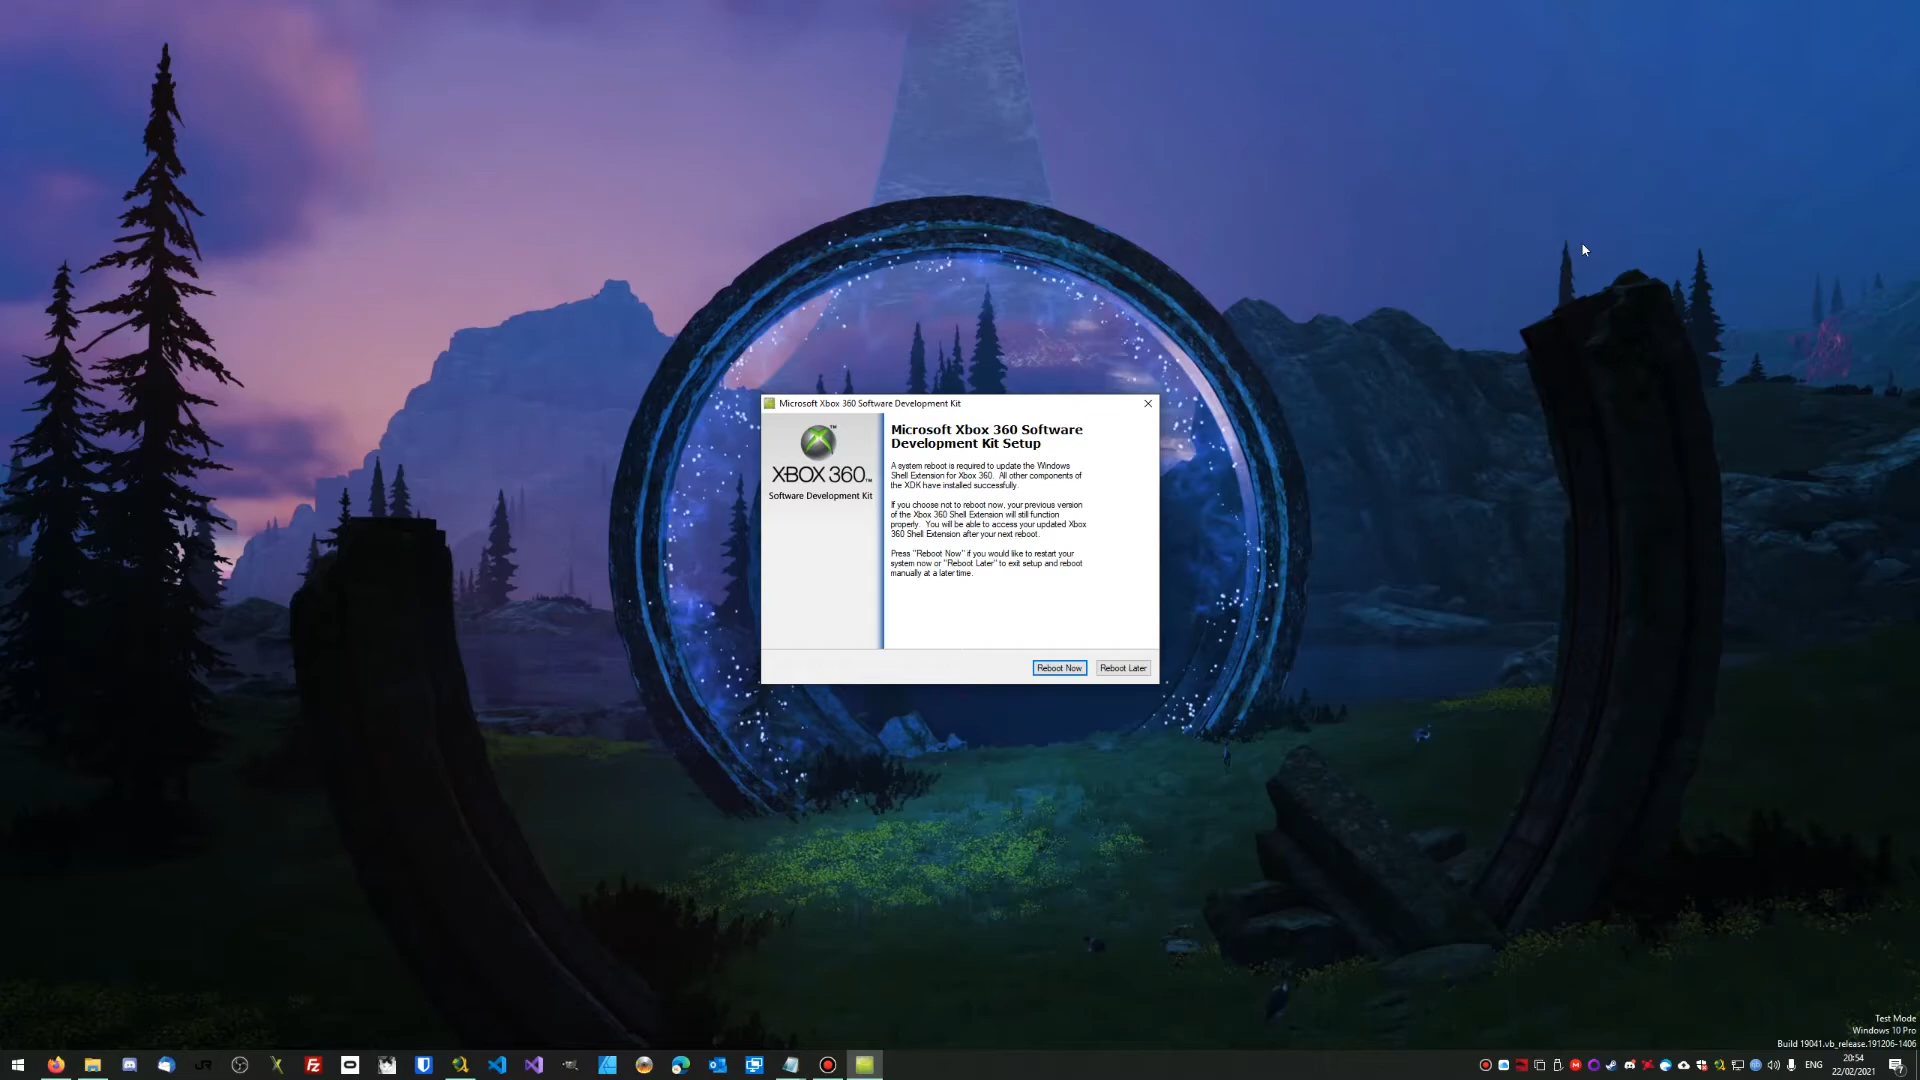 Microsoft Xbox 360 Software Development Kit
XBOX 360™
Software Development Kit
Microsoft Xbox 360 Software
Development Kit Setup
A system reboot is required to update the Windows
Shell Extension for Xbox 360. All other components of
the XDK have installed successfully.
If you choose not to reboot now, your previous version
of the Xbox 360 Shell Extension will still function
properly. You will be able to access your updated Xbox
360 Shell Extension after your next reboot.
Press "Reboot Now" if you would like to restart your
system now or "Reboot Later" to exit setup and reboot
manually at a later time.
Reboot Now
Reboot Later
Test Mode
Windows 10 Pro
Build 19041.vb_release.191206-1406
ENG
20:54
22/02/2021